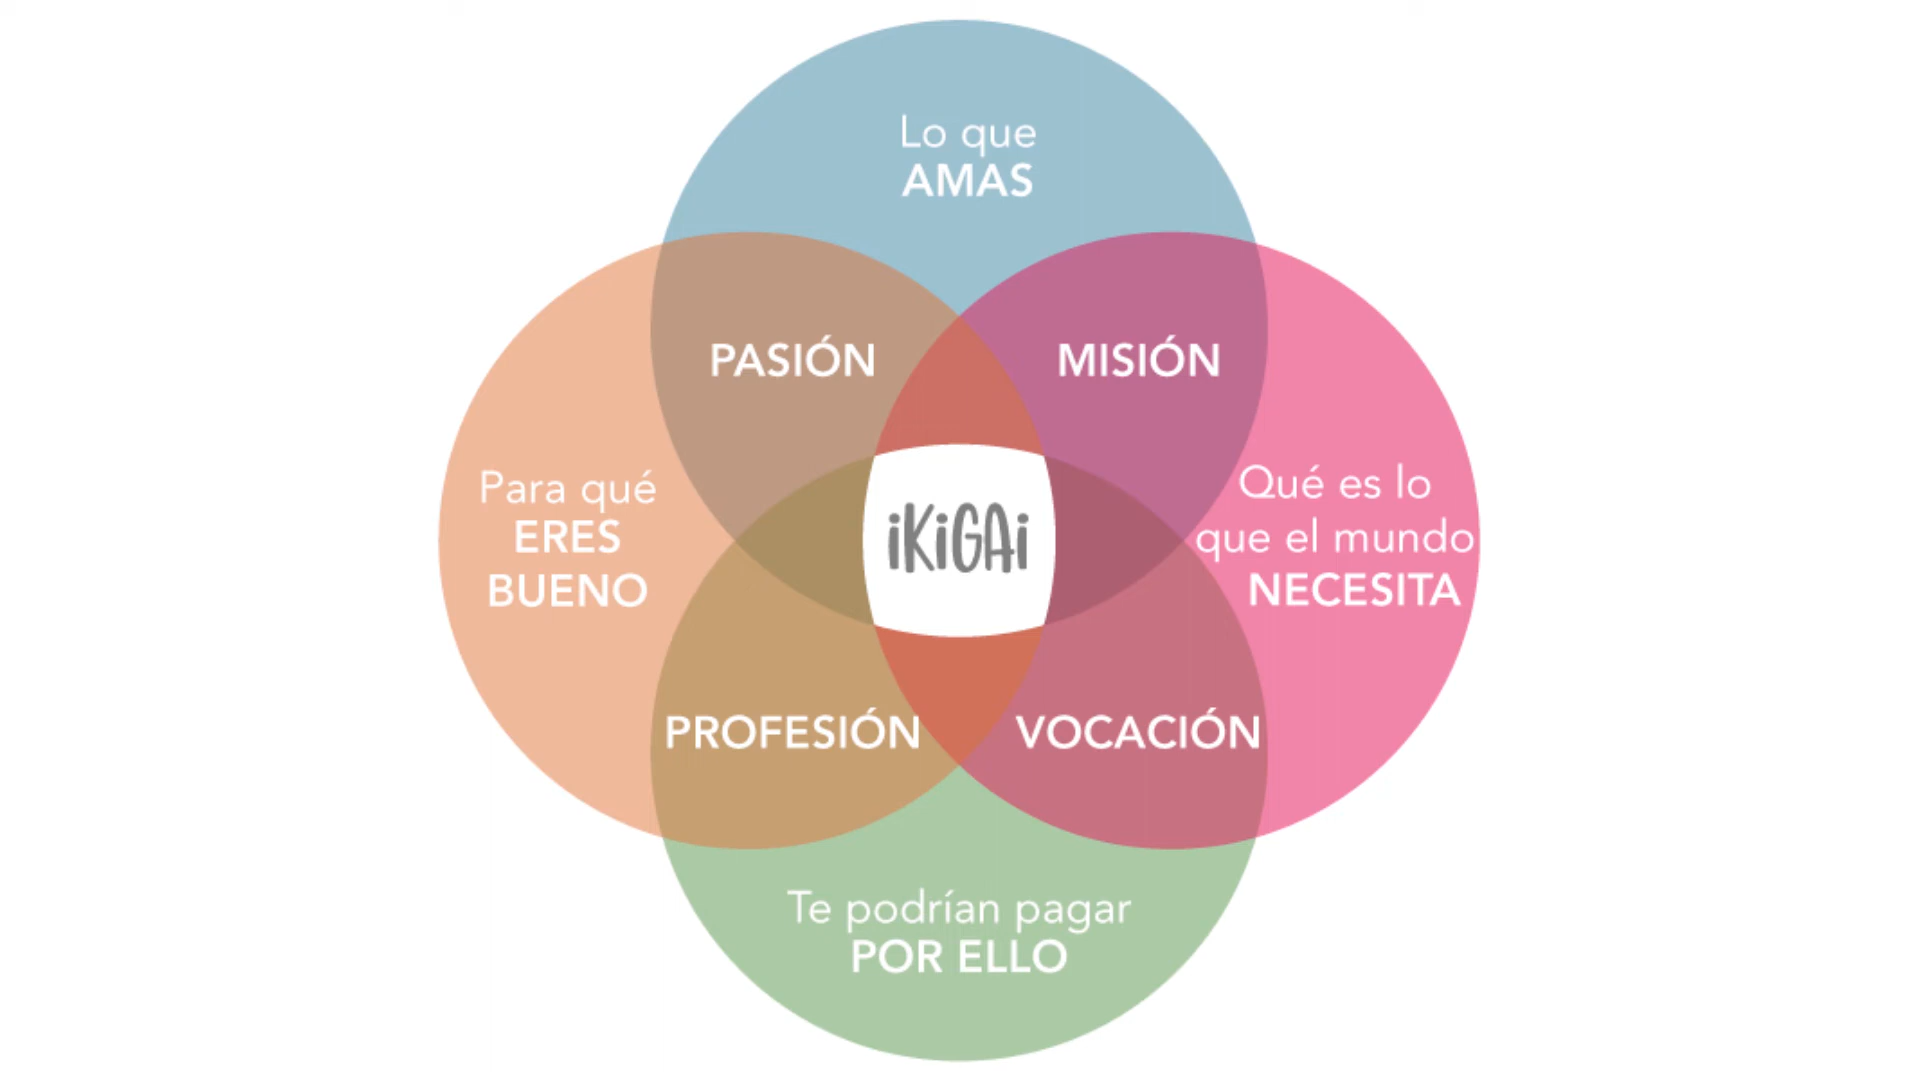 Lo que
AMAS
PASIÓN
MISIÓN
Para qué
ERES
BUENO
iKiGAi
Qué es lo
que el mundo
NECESITA
PROFESIÓN
VOCACIÓN
Te podrían pagar
POR ELLO